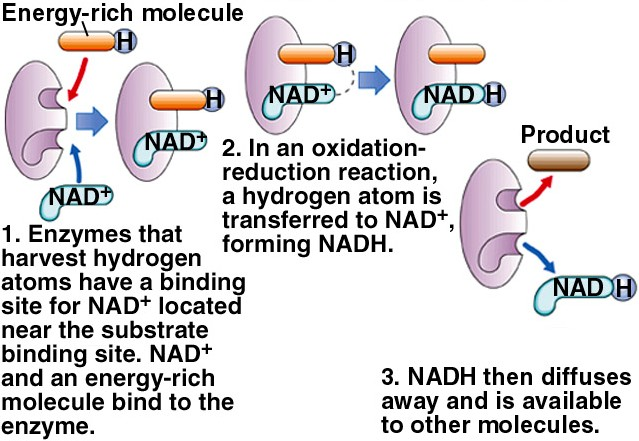 Energy-rich molecule
H
H
NAD⁺
NAD⁺
1. Enzymes that
harvest hydrogen
atoms have a binding
site for NAD⁺ located
near the substrate
binding site. NAD⁺
and an energy-rich
molecule bind to the
enzyme.
H
NAD⁺
NAD H
2. In an oxidation-
reduction reaction,
a hydrogen atom is
transferred to NAD⁺,
forming NADH.
Product
NAD H
3. NADH then diffuses
away and is available
to other molecules.